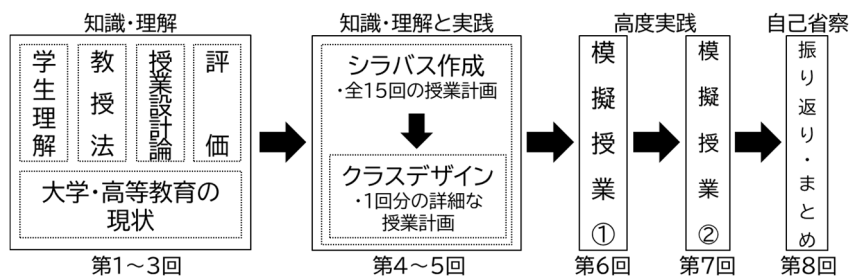 知識・理解
学生理解
教授法
授業設計論
評価
大学・高等教育の
現状
第1～3回
知識・理解と実践
シラバス作成
・全15回の授業計画
クラスデザイン
・1回分の詳細な
授業計画
第4～5回
高度実践
模擬授業①
第6回
模擬授業②
第7回
自己省察
振り返り・まとめ
第8回